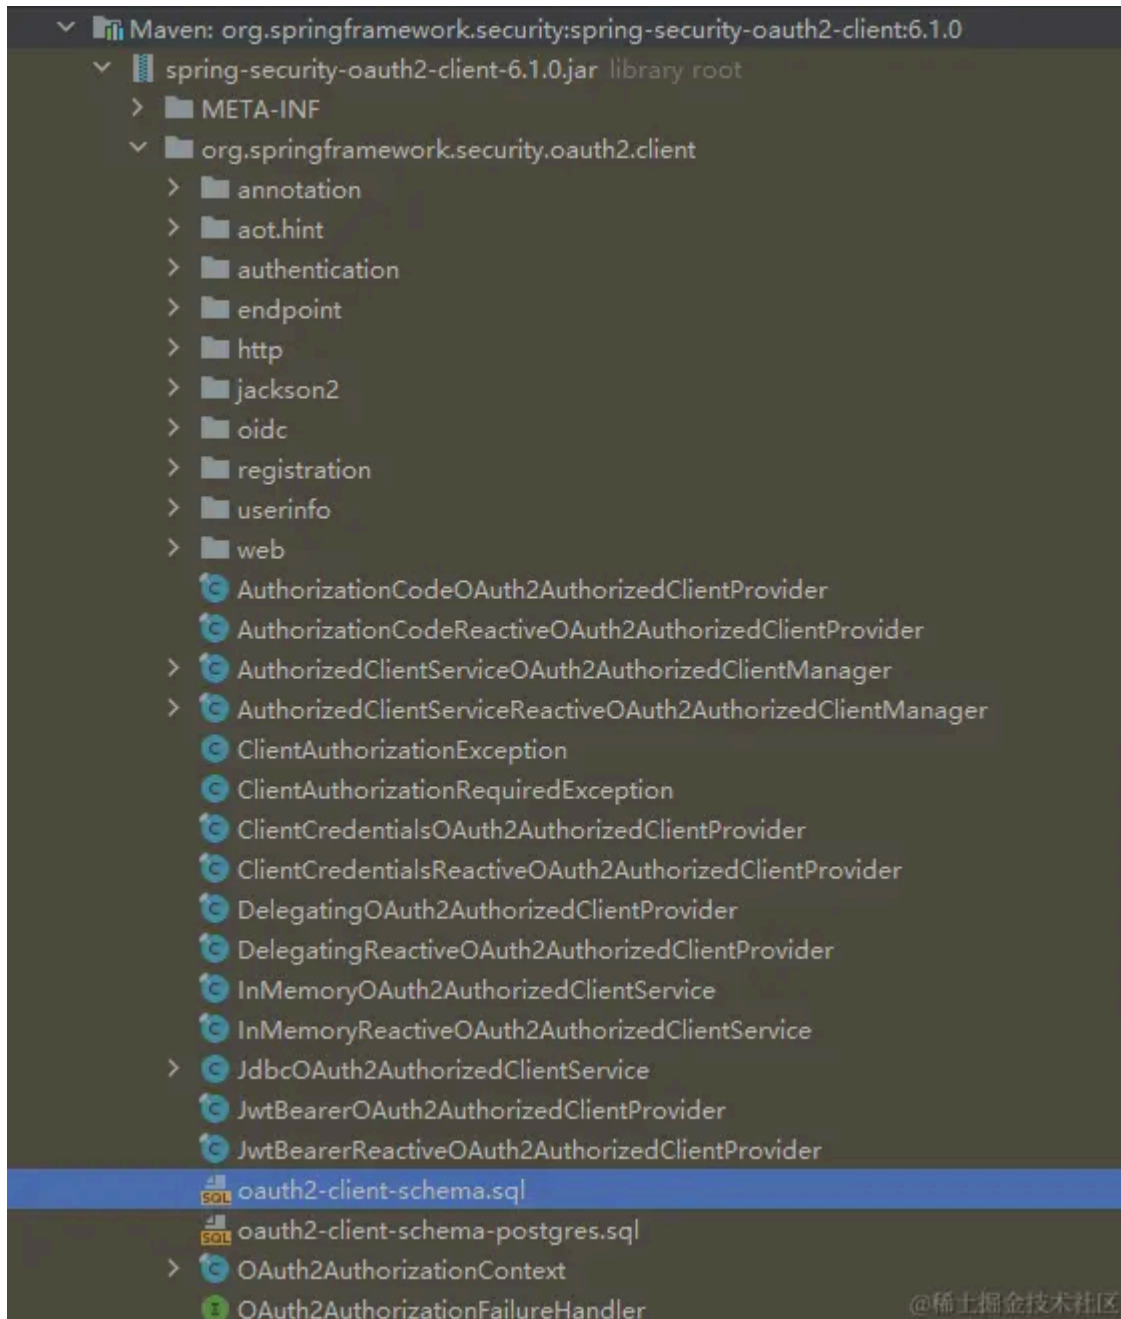 Maven: org.springframework.security:spring-security-oauth2-client:6.1.0
spring-security-oauth2-client-6.1.0.jar library root
META-INF
org.springframework.security.oauth2.client
annotation
aot.hint
authentication
endpoint
http
jackson2
oidc
registration
userinfo
web
AuthorizationCodeOAuth2AuthorizedClientProvider
AuthorizationCodeReactiveOAuth2AuthorizedClientProvider
AuthorizedClientServiceOAuth2AuthorizedClientManager
AuthorizedClientServiceReactiveOAuth2AuthorizedClientManager
ClientAuthorizationException
ClientAuthorizationRequiredException
ClientCredentialsOAuth2AuthorizedClientProvider
ClientCredentialsReactiveOAuth2AuthorizedClientProvider
DelegatingOAuth2AuthorizedClientProvider
DelegatingReactiveOAuth2AuthorizedClientProvider
InMemoryOAuth2AuthorizedClientService
InMemoryReactiveOAuth2AuthorizedClientService
JdbcOAuth2AuthorizedClientService
JwtBearerOAuth2AuthorizedClientProvider
JwtBearerReactiveOAuth2AuthorizedClientProvider
oauth2-client-schema.sql
oauth2-client-schema-postgres.sql
OAuth2AuthorizationContext
OAuth2AuthorizationFailureHandler
@稀土掘金技术社区